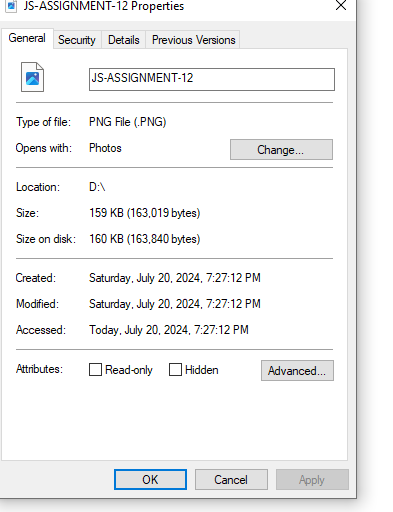 JS-ASSIGNMENT-12 Properties
General Security Details Previous Versions
JS-ASSIGNMENT-12
Type of file: PNG File (.PNG)
Opens with: Photos Change...
Location: D:\
Size: 159 KB (163,019 bytes)
Size on disk: 160 KB (163,840 bytes)
Created: Saturday, July 20, 2024, 7:27:12 PM
Modified: Saturday, July 20, 2024, 7:27:12 PM
Accessed: Today, July 20, 2024, 7:27:12 PM
Attributes: Read-only Hidden Advanced...
OK Cancel Apply